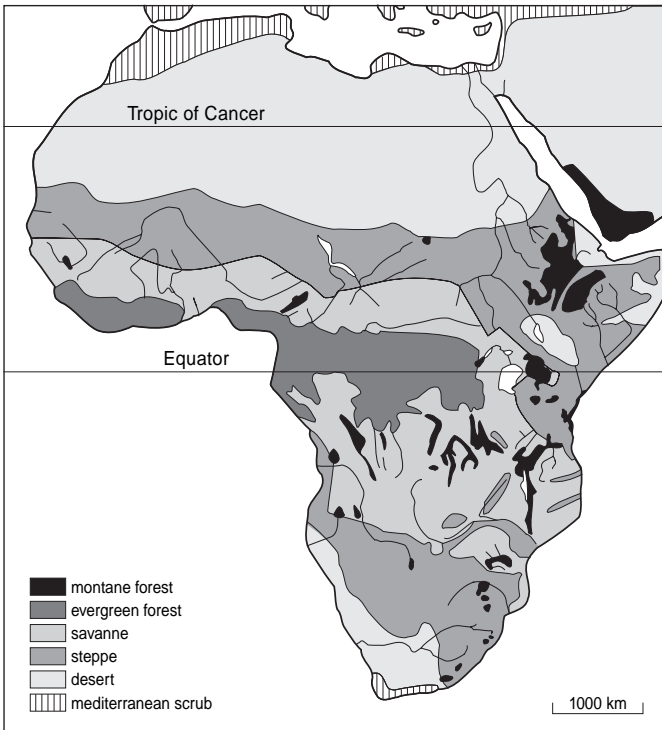 Tropic of Cancer
Equator
montane forest
evergreen forest
savanne
steppe
desert
mediterranean scrub
1000 km